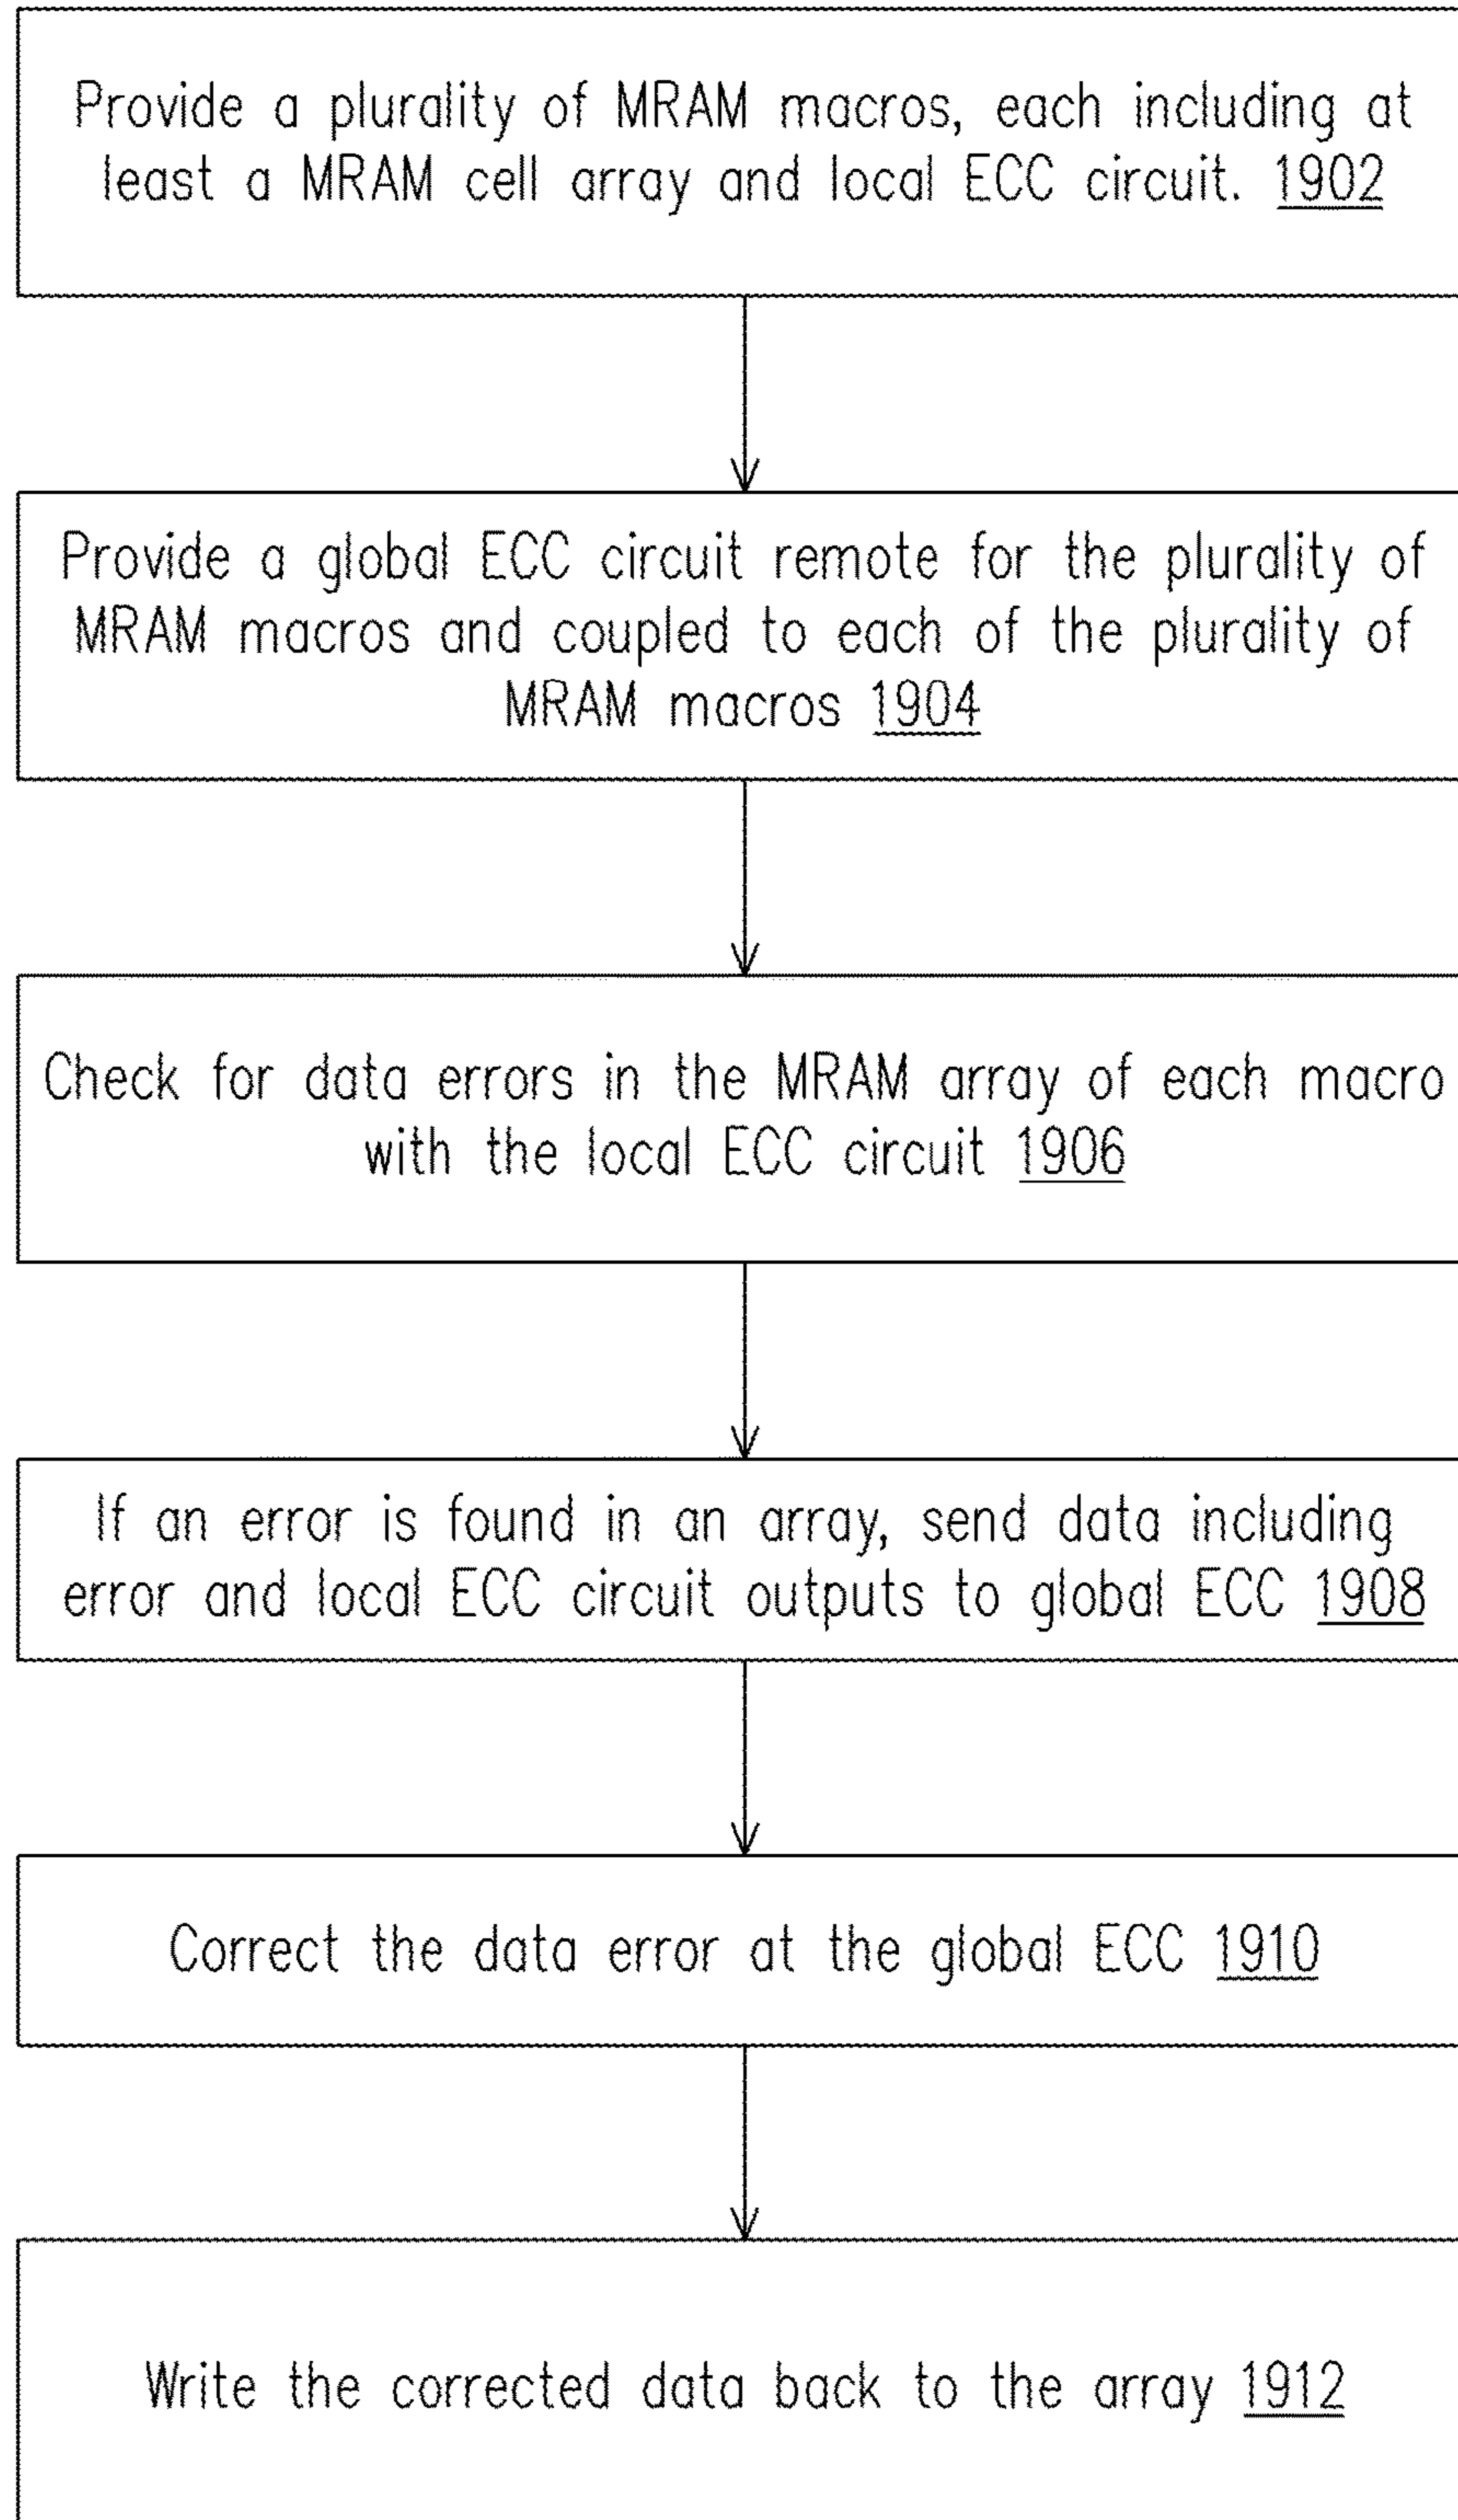 Provide a plurality of MRAM macros, each including at
least a MRAM cell array and local ECC circuit. 1902
Provide a global ECC circuit remote for the plurality of
MRAM macros and coupled to each of the plurality of
MRAM macros 1904
Check for data errors in the MRAM array of each macro
with the local ECC circuit 1906
If an error is found in an array, send data including
error and local ECC circuit outputs to global ECC 1908
Correct the data error at the global ECC 1910
Write the corrected data back to the array 1912